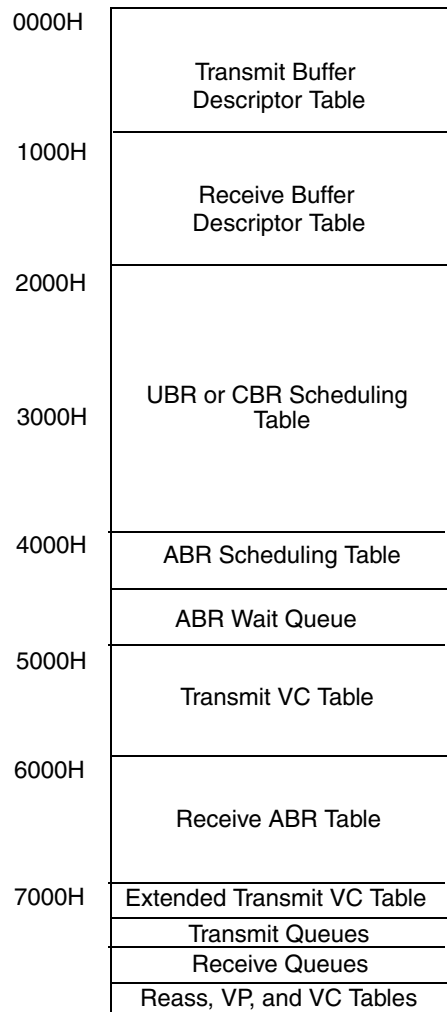 0000H
Transmit Buffer
Descriptor Table
1000H
Receive Buffer
Descriptor Table
2000H
UBR or CBR Scheduling
3000H
Table
4000H
ABR Scheduling Table
ABR Wait Queue
5000H
Transmit VC Table
6000H
Receive ABR Table
7000H
Extended Transmit VC Table
Transmit Queues
Receive Queues
Reass, VP, and VC Tables